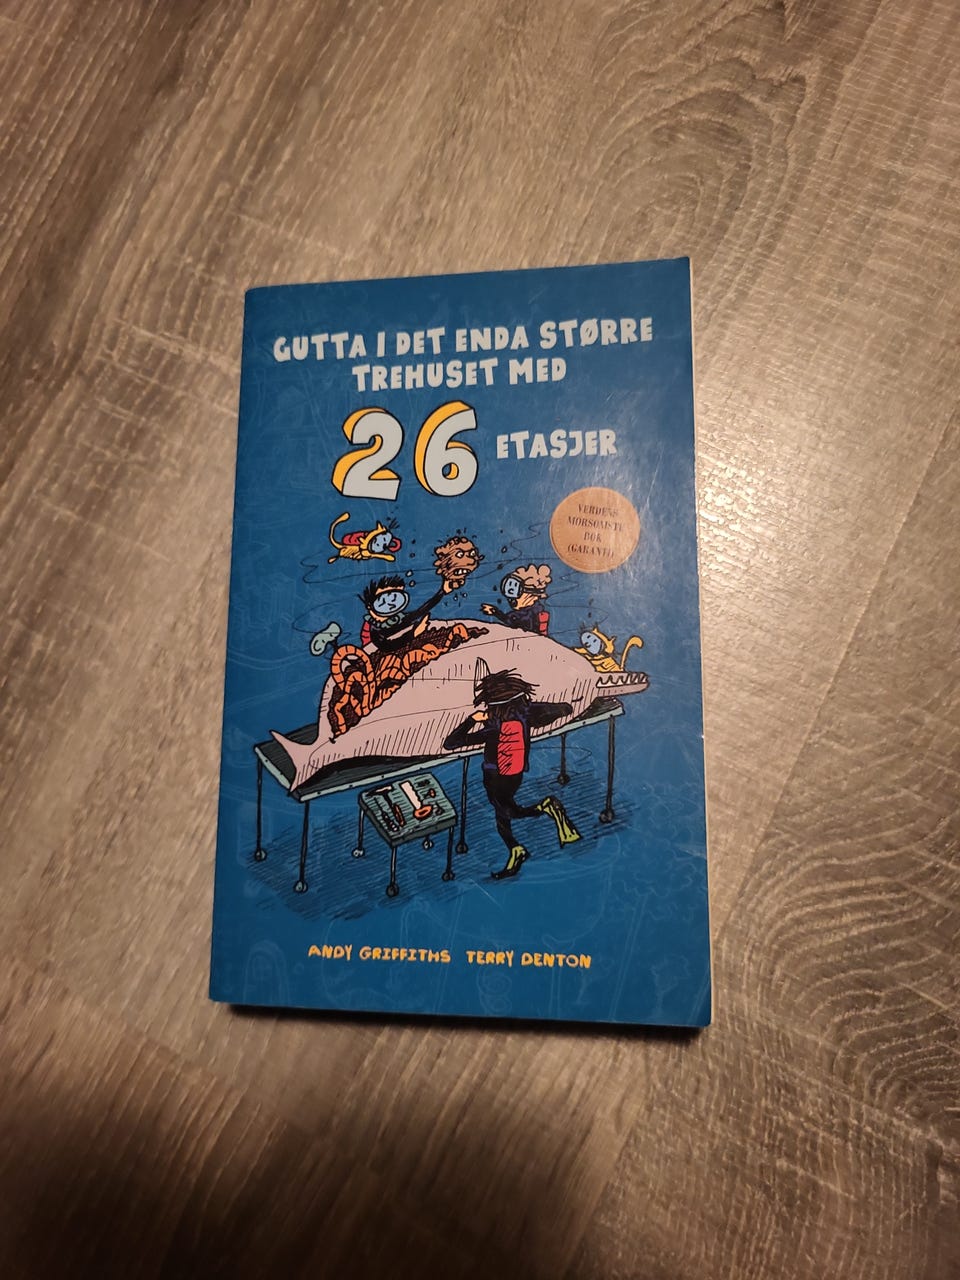 GUTTA I DET ENDA STØRRE
TREHUSET MED
26 ETASJER
VERDENS
MORSOMSTE
BOK
(GARANTI)
ANDY GRIFFITHS TERRY DENTON